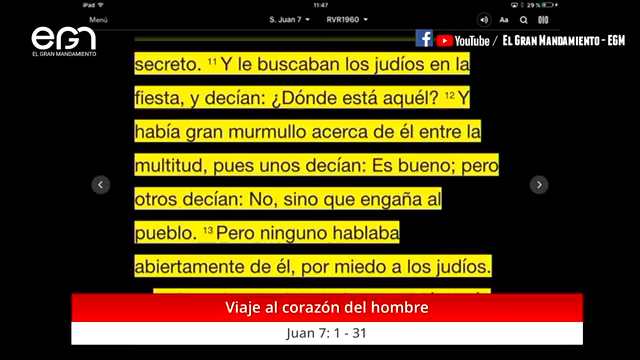 iPad
11:47
29 %
Menú
S. Juan 7
RVR1960
Aa
EGM
EL GRAN MANDAMIENTO
YouTube / El Gran Mandamiento - EGM
secreto. 11 Y le buscaban los judíos en la
fiesta, y decían: ¿Dónde está aquél? 12 Y
había gran murmullo acerca de él entre la
multitud, pues unos decían: Es bueno; pero
otros decían: No, sino que engaña al
pueblo. 13 Pero ninguno hablaba
abiertamente de él, por miedo a los judíos.
Viaje al corazón del hombre
Juan 7: 1 - 31